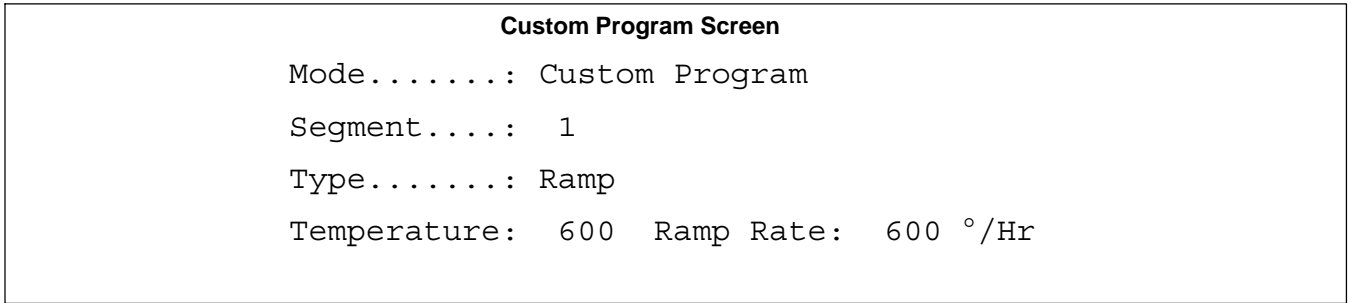 Custom Program Screen
Mode.......: Custom Program
Segment....:  1
Type.......: Ramp
Temperature:  600  Ramp Rate:  600 °/Hr